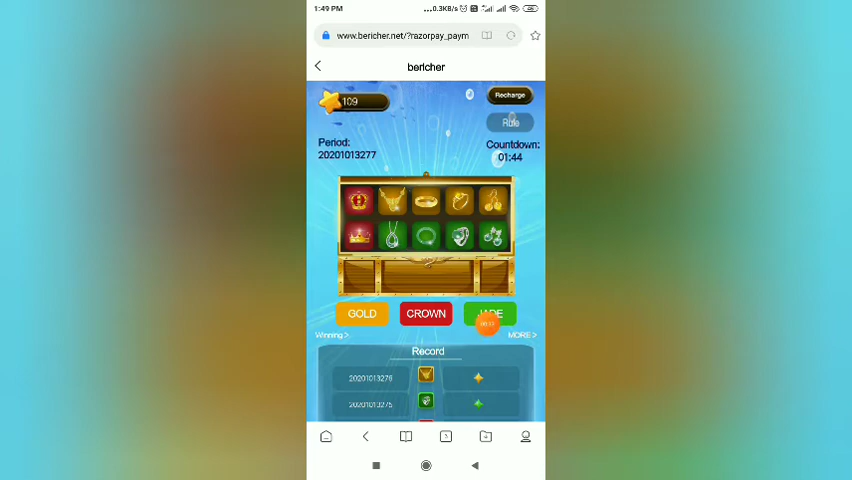 1:49 PM
...0.3KB/s
www.bericher.net/?razorpay_paym
bericher
109
Recharge
Rule
Period:
20201013277
Countdown:
01:44
GOLD
CROWN
JADE
Winning >
MORE >
Record
20201013276
20201013275